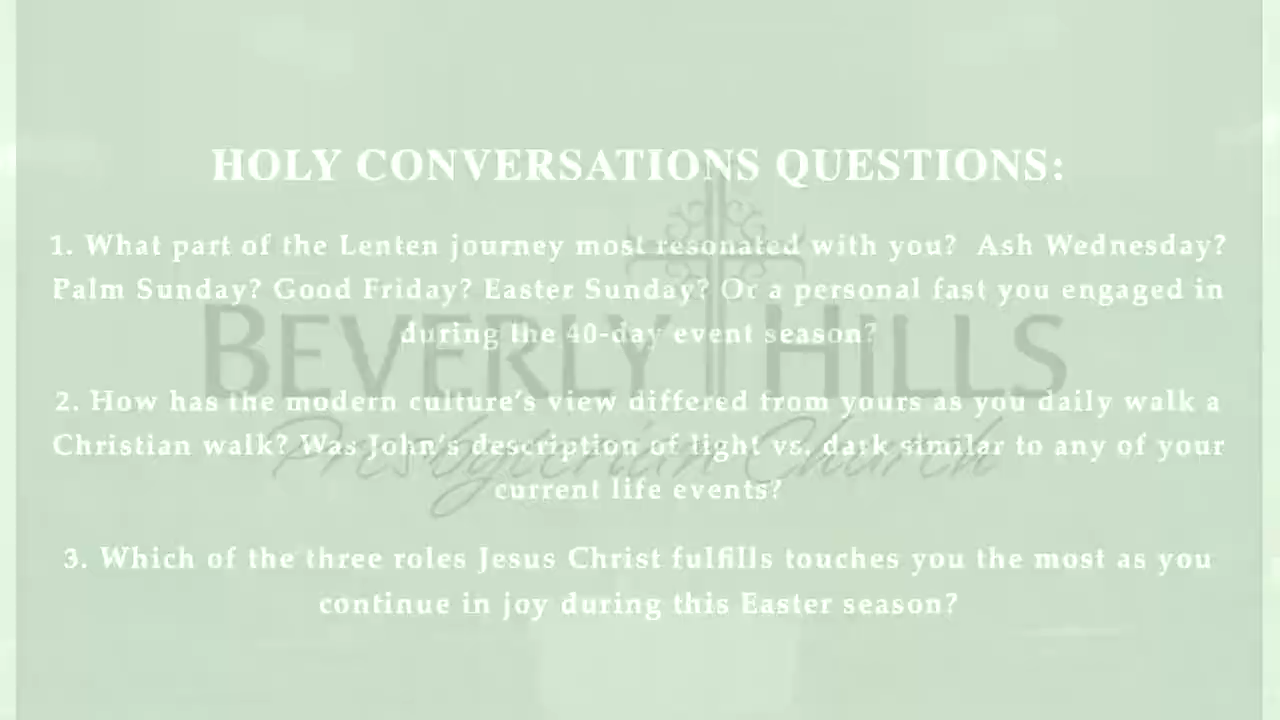 HOLY CONVERSATIONS QUESTIONS:
1. What part of the Lenten journey most resonated with you? Ash Wednesday?
Palm Sunday? Good Friday? Easter Sunday? Or a personal fast you engaged in
during the 40-day event season?
BEVERLY HILLS
2. How has the modern culture's view differed from yours as you daily walk a
Christian walk? Was John's description of light vs. dark similar to any of your
Presbyterian Church
current life events?
3. Which of the three roles Jesus Christ fulfills touches you the most as you
continue in joy during this Easter season?